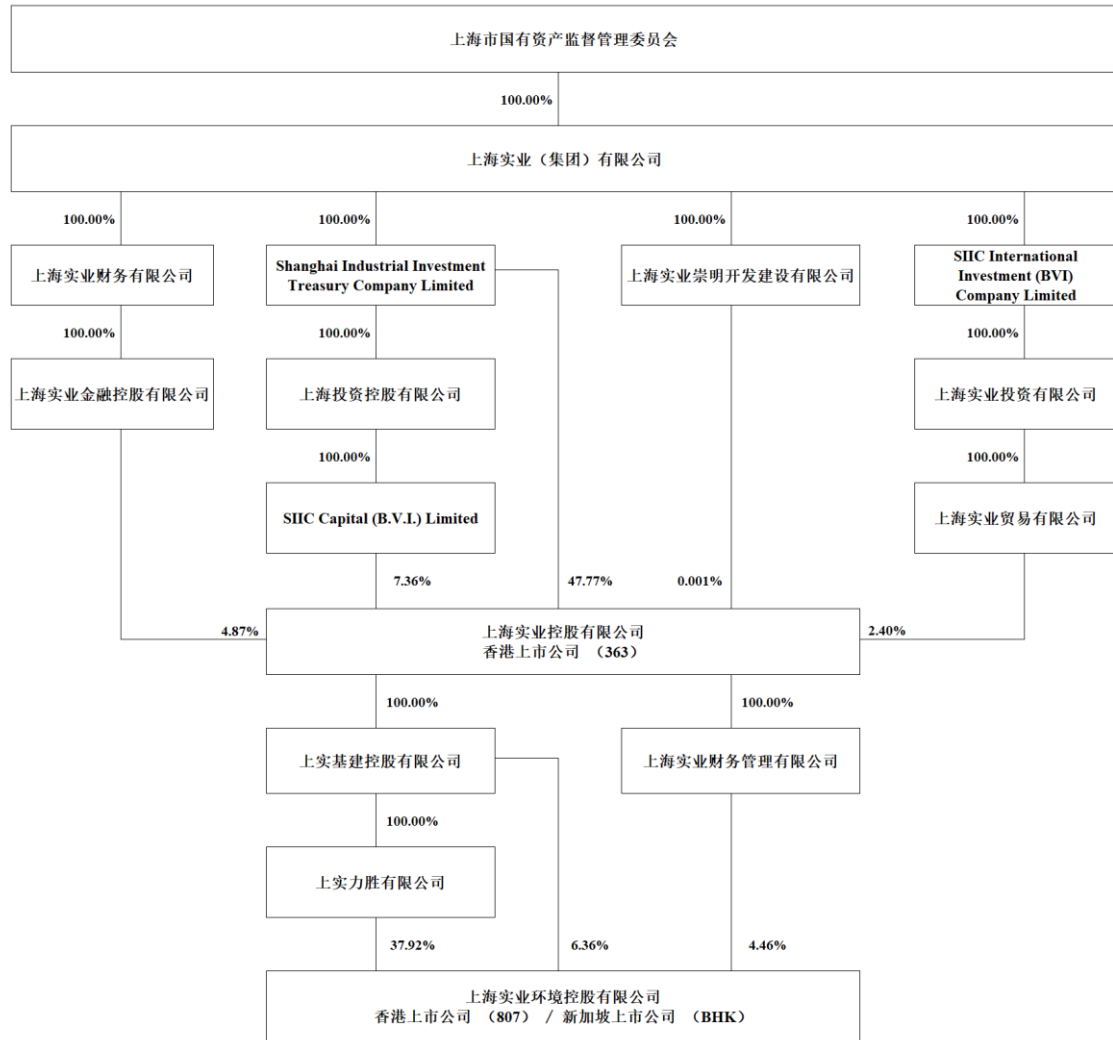 上海市国有资产监督管理委员会
100.00%
上海实业（集团）有限公司
100.00%
100.00%
100.00%
100.00%
上海实业财务有限公司
Shanghai Industrial Investment
Treasury Company Limited
上海实业崇明开发建设有限公司
SIIC International
Investment (BVI)
Company Limited
100.00%
100.00%
100.00%
上海实业金融控股有限公司
上海投资控股有限公司
上海实业投资有限公司
100.00%
100.00%
SIIC Capital (B.V.I.) Limited
上海实业贸易有限公司
7.36%
47.77%
0.001%
4.87%
2.40%
上海实业控股有限公司
香港上市公司 （363）
100.00%
100.00%
上实基建控股有限公司
上海实业财务管理有限公司
100.00%
上实力胜有限公司
37.92%
6.36%
4.46%
上海实业环境控股有限公司
香港上市公司 （807） / 新加坡上市公司 （BHK）